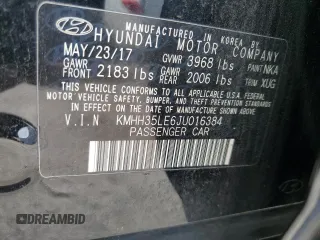 MANUFACTURED IN KOREA BY
HYUNDAI MOTOR COMPANY
MAY/23/17 GVWR 3968 lbs PAINT NKA
GAWR FRONT 2183 lbs GAWR REAR 2006 lbs TRIM XUG
THIS VEHICLE CONFORMS TO ALL APPLICABLE
FEDERAL MOTOR VEHICLE SAFETY, BUMPER, AND
THEFT PREVENTION STANDARDS IN EFFECT ON
THE DATE OF MANUFACTURE SHOWN ABOVE.
V.I.N KMHH35LE6JU016384
PASSENGER CAR
DREAMBID